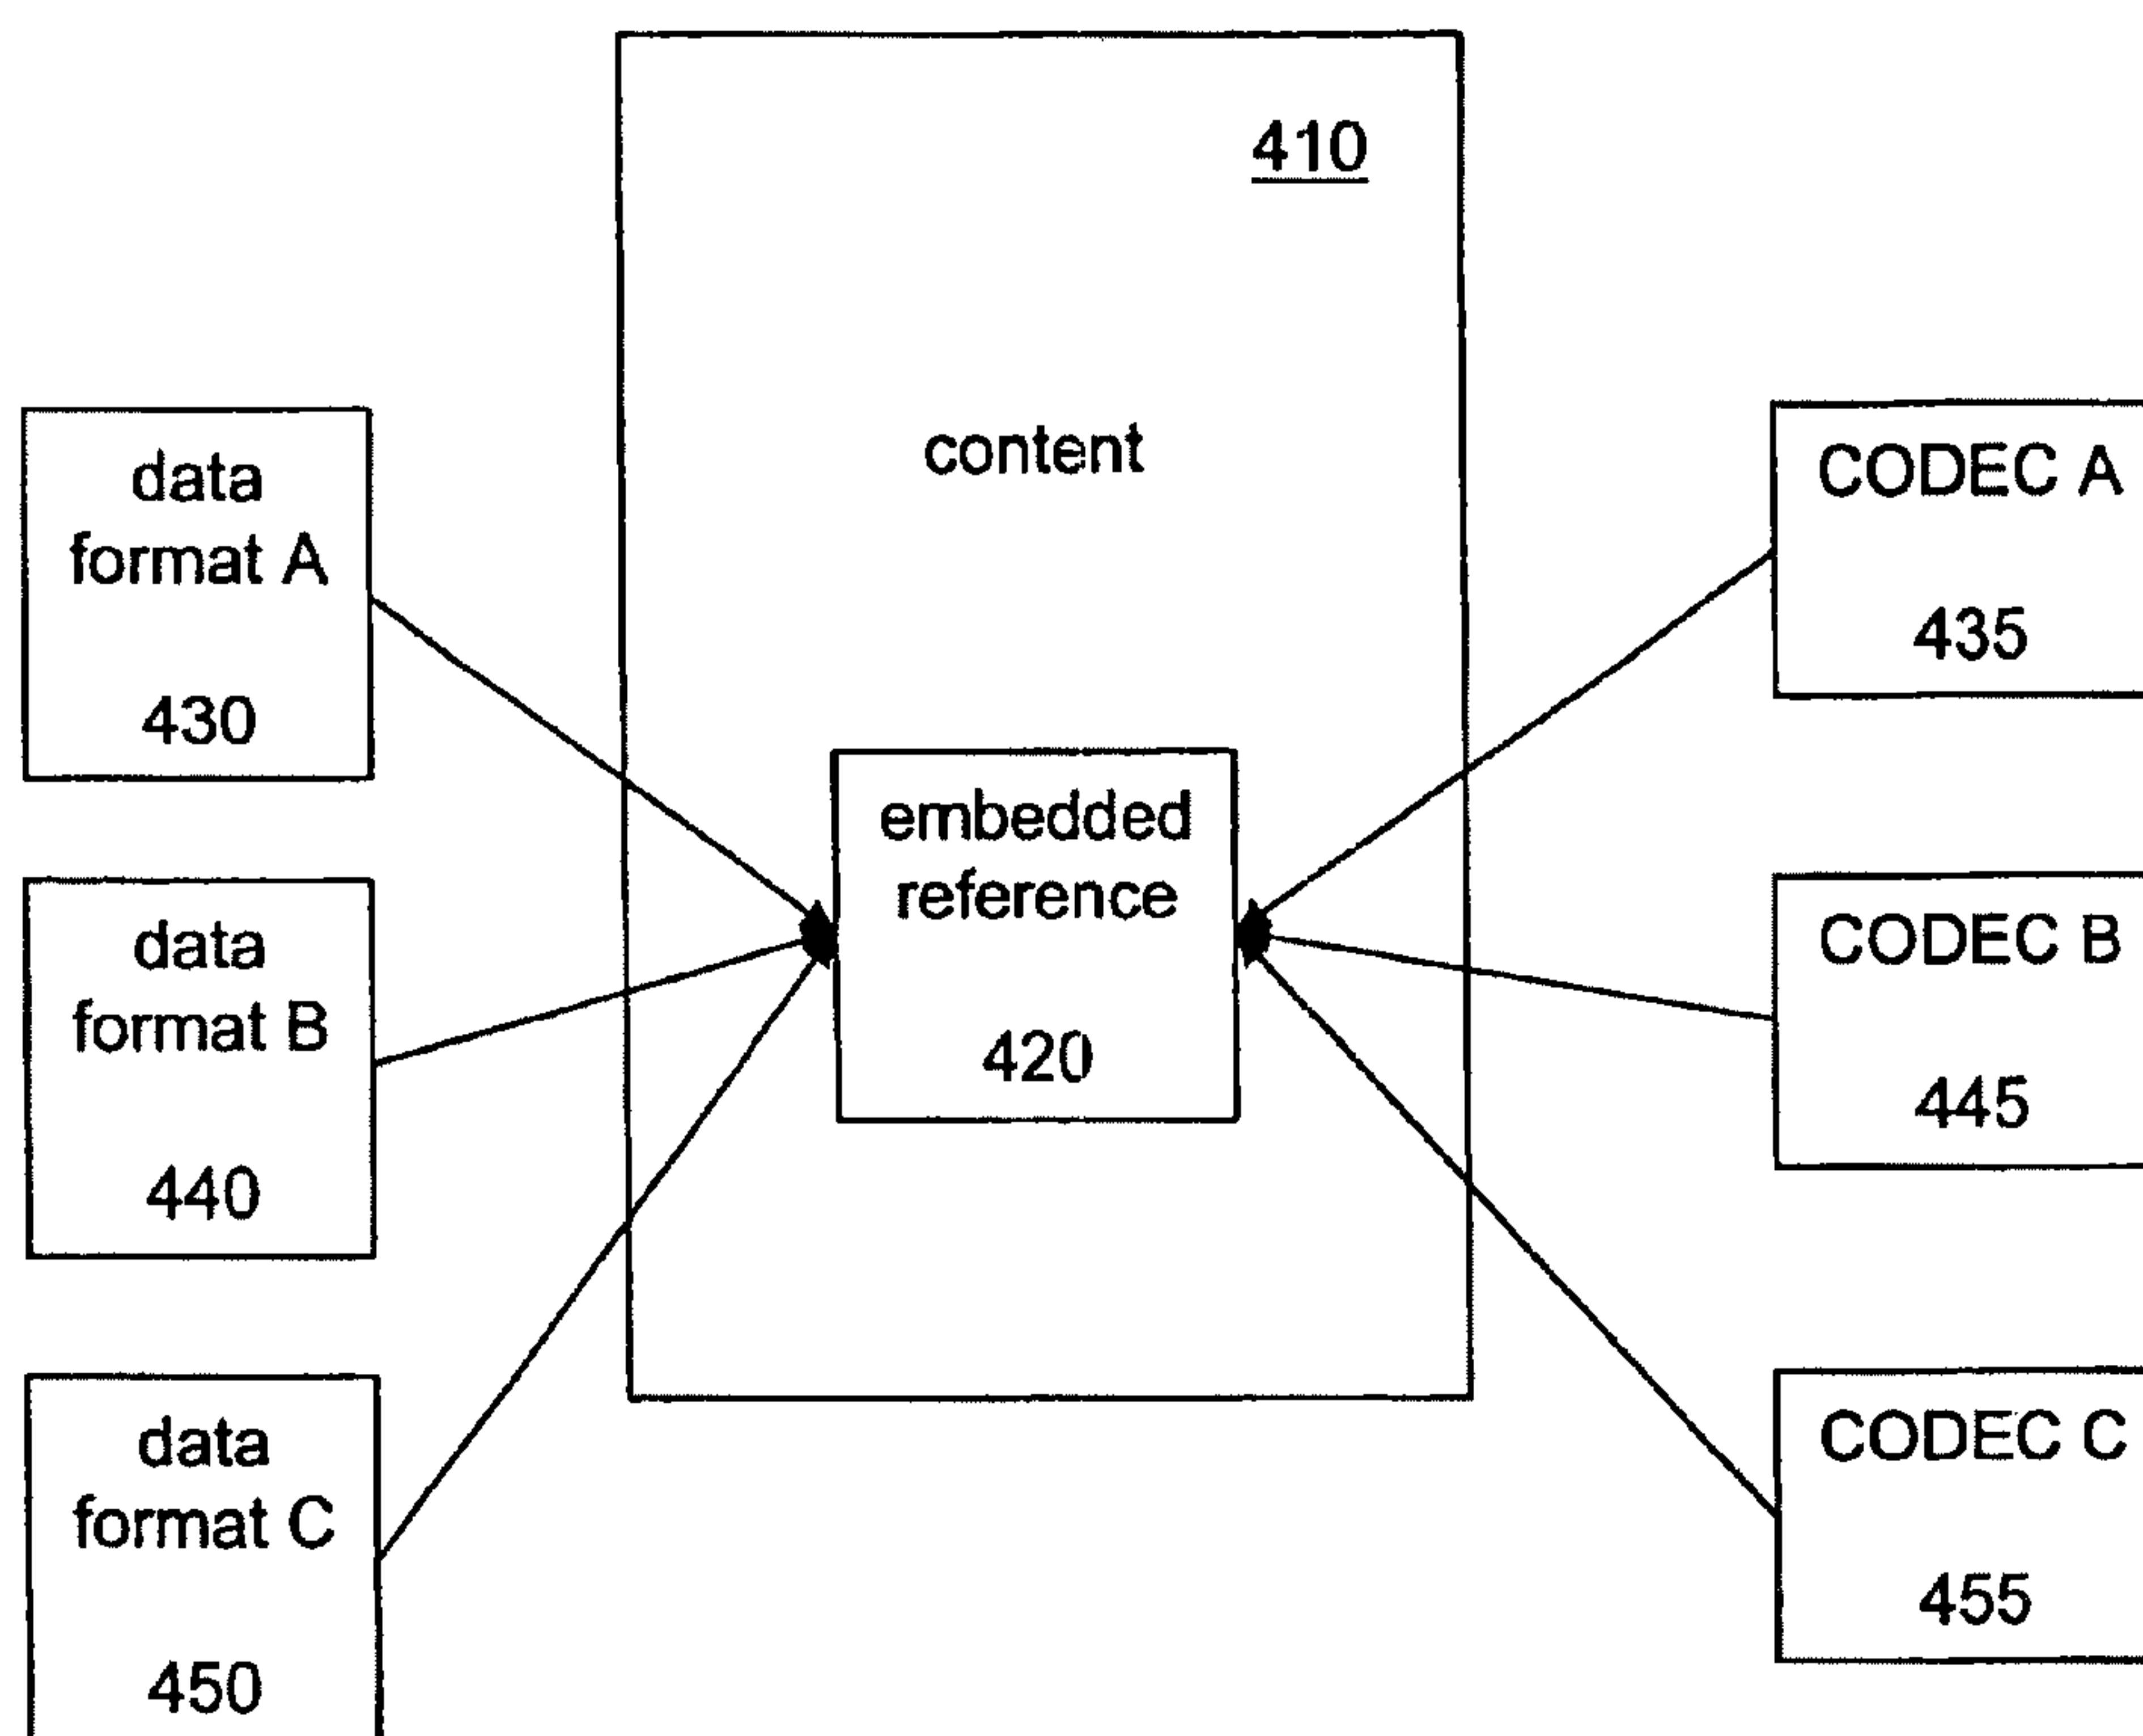 410
content
data
format A
430
data
format B
440
data
format C
450
embedded
reference
420
CODEC A
435
CODEC B
445
CODEC C
455